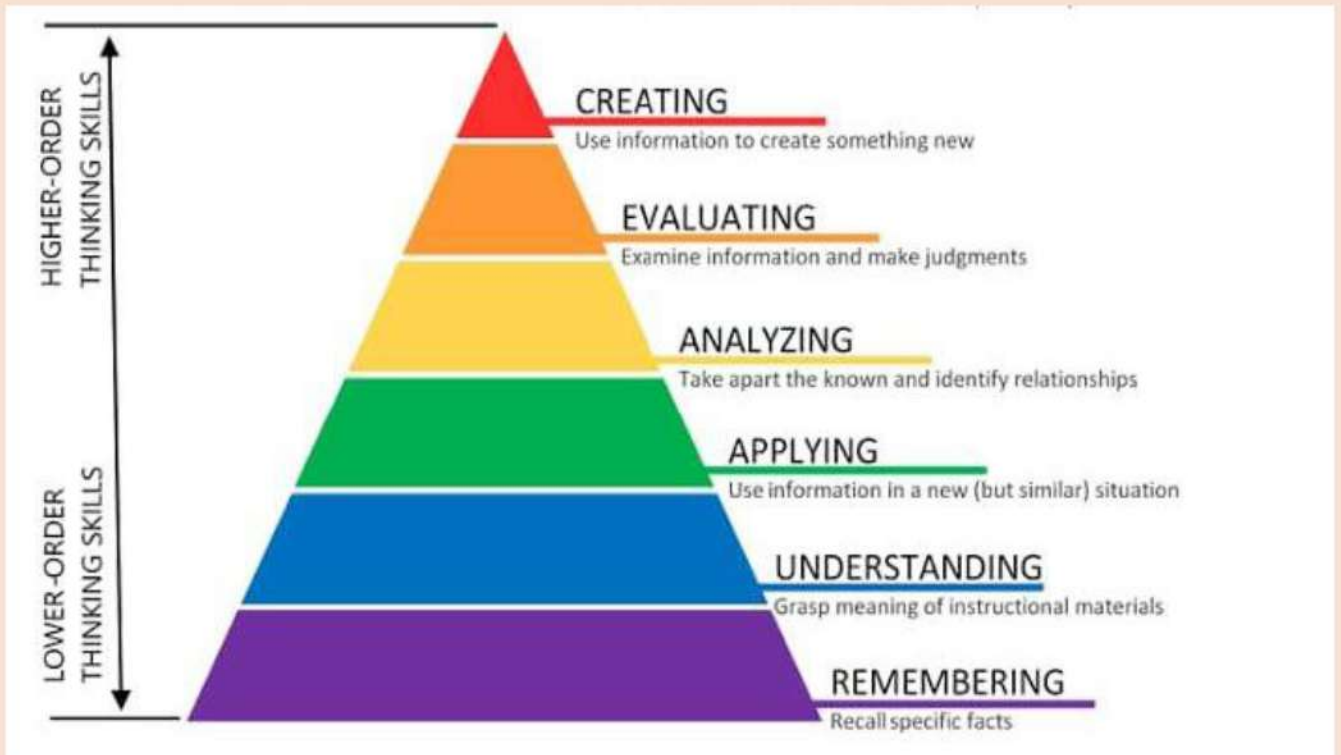 HIGHER-ORDER
THINKING SKILLS
CREATING
Use information to create something new
EVALUATING
Examine information and make judgments
ANALYZING
Take apart the known and identify relationships
APPLYING
Use information in a new (but similar) situation
LOWER-ORDER
THINKING SKILLS
UNDERSTANDING
Grasp meaning of instructional materials
REMEMBERING
Recall specific facts